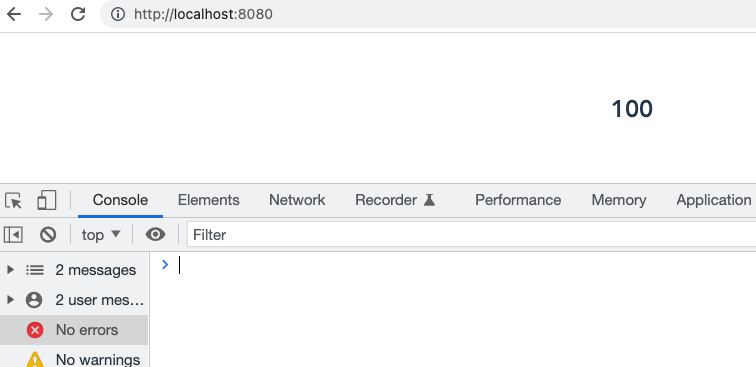 http://localhost:8080
100
Console Elements Network Recorder Performance Memory Application
top Filter
2 messages
2 user mes...
No errors
No warnings